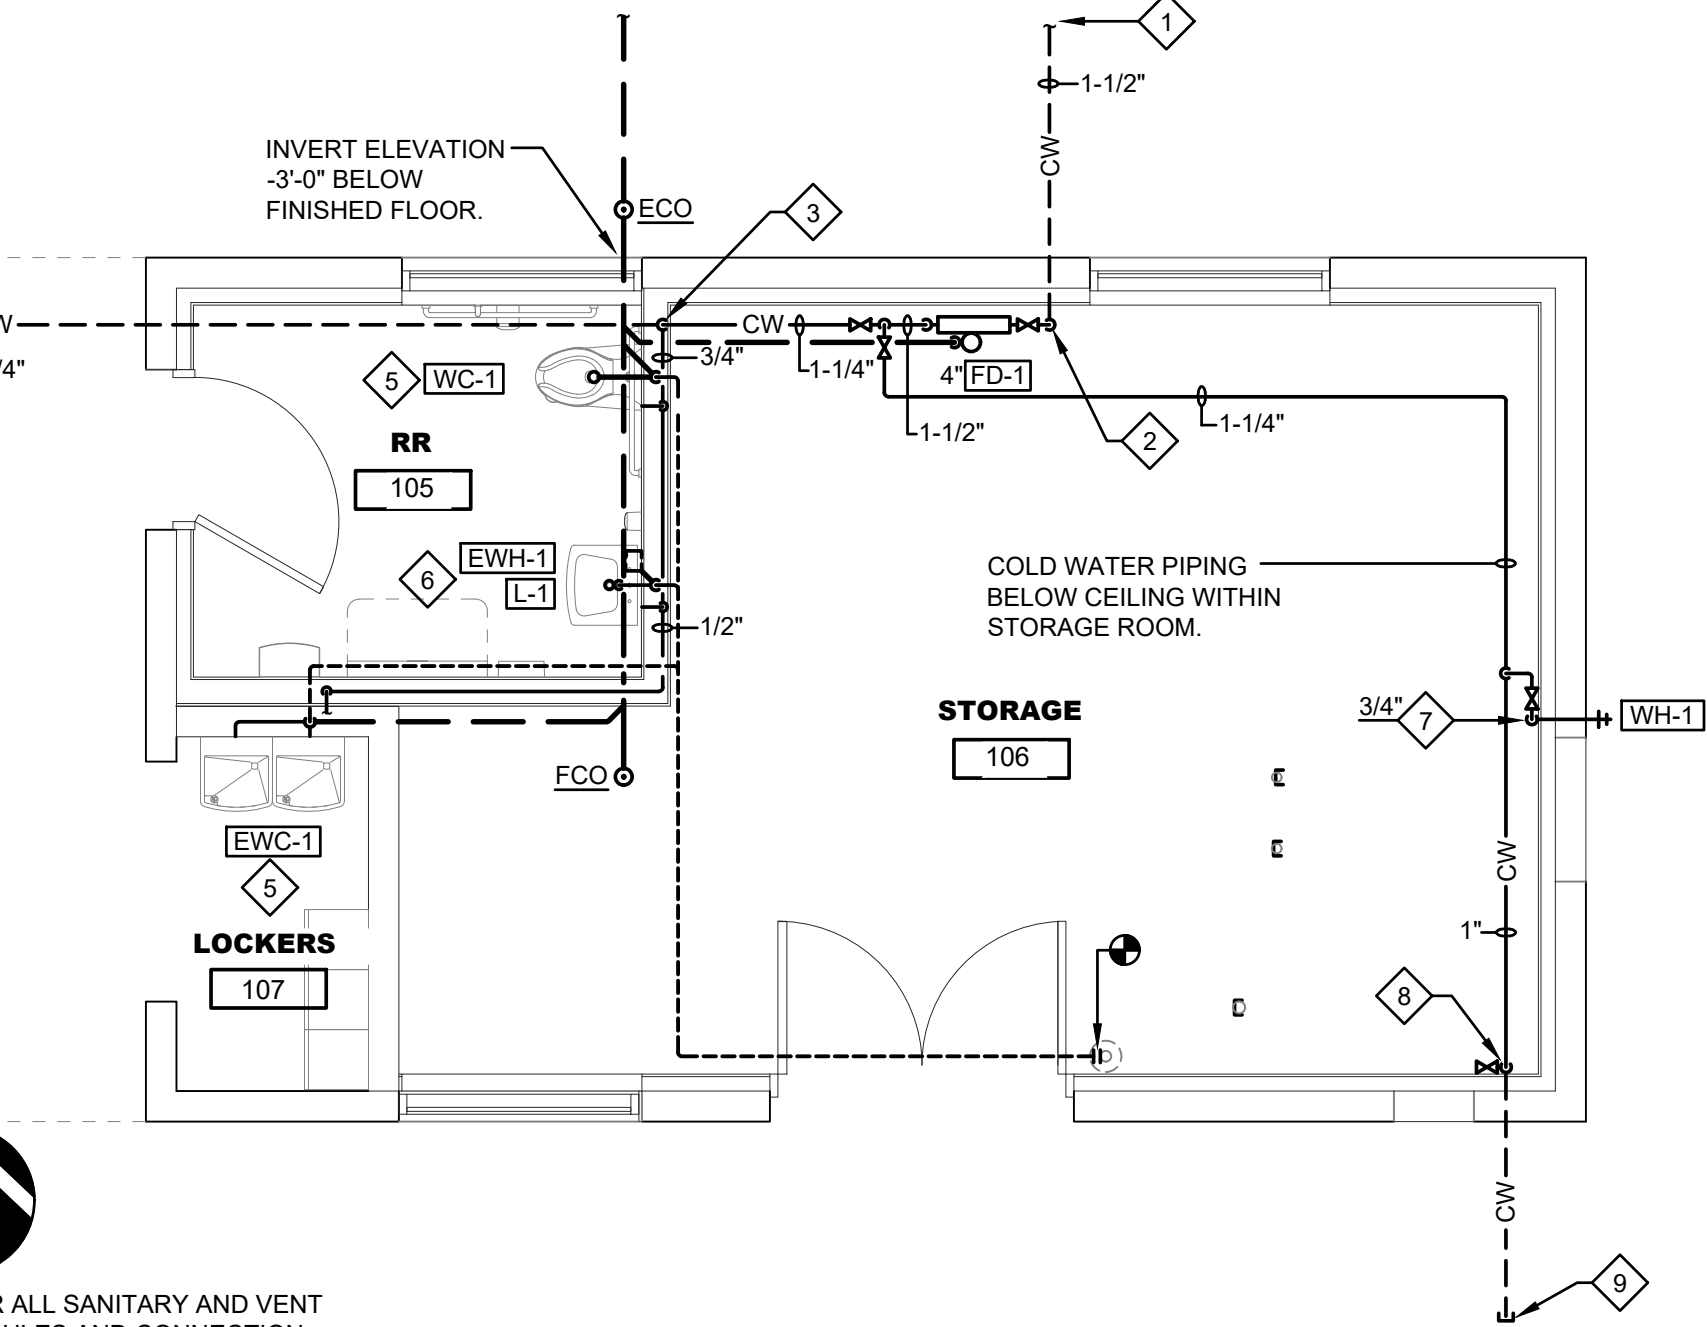 1
1-1/2"
CW
INVERT ELEVATION
-3'-0" BELOW
FINISHED FLOOR.
ECO
3
CW
3/4"
1-1/4"
1-1/2"
4" FD-1
2
1-1/4"
/4"
5
WC-1
RR
105
EWH-1
6
L-1
1/2"
COLD WATER PIPING
BELOW CEILING WITHIN
STORAGE ROOM.
STORAGE
106
3/4"
7
WH-1
FCO
EWC-1
5
CW
1"
LOCKERS
107
8
CW
9
ALL SANITARY AND VENT
AND CONNECTION